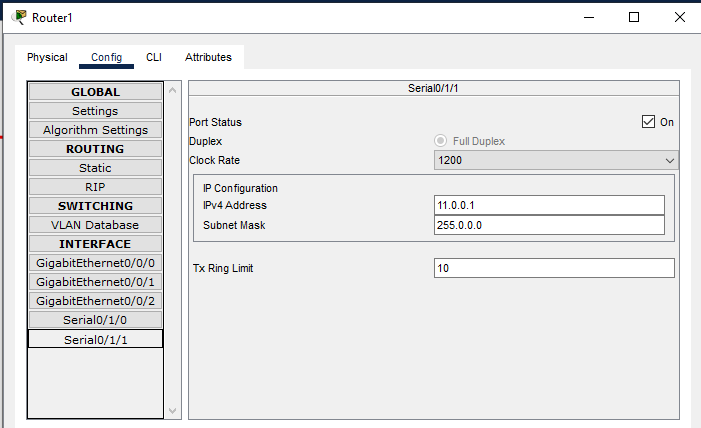 Router1
Physical Config CLI Attributes
GLOBAL
Settings
Algorithm Settings
ROUTING
Static
RIP
SWITCHING
VLAN Database
INTERFACE
GigabitEthernet0/0/0
GigabitEthernet0/0/1
GigabitEthernet0/0/2
Serial0/1/0
Serial0/1/1
Serial0/1/1
Port Status On
Duplex Full Duplex
Clock Rate 1200
IP Configuration
IPv4 Address 11.0.0.1
Subnet Mask 255.0.0.0
Tx Ring Limit 10